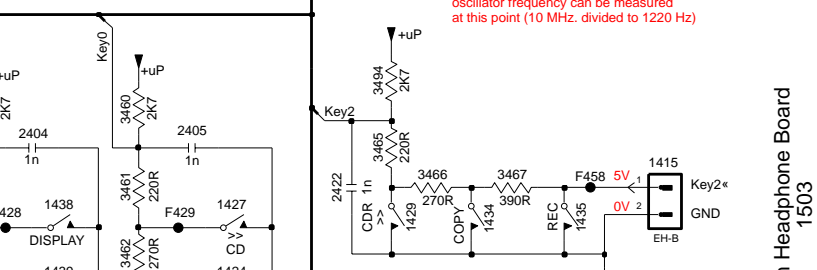 oscillator frequency can be measured
at this point (10 MHz. divided to 1220 Hz)
Key0
+uP
3460
2K7
+uP
2K7
2404
1n
2405
1n
3461
220R
428
1438
DISPLAY
F429
1427
>>
CD
3462
270R
+uP
3494
2K7
Key2
3465
220R
2422
1n
3466
270R
3467
390R
F458
5V
1
0V
2
1415
Key2«
GND
EH-B
CDR
>>
1429
COPY
1434
REC
1435
Headphone Board
1503